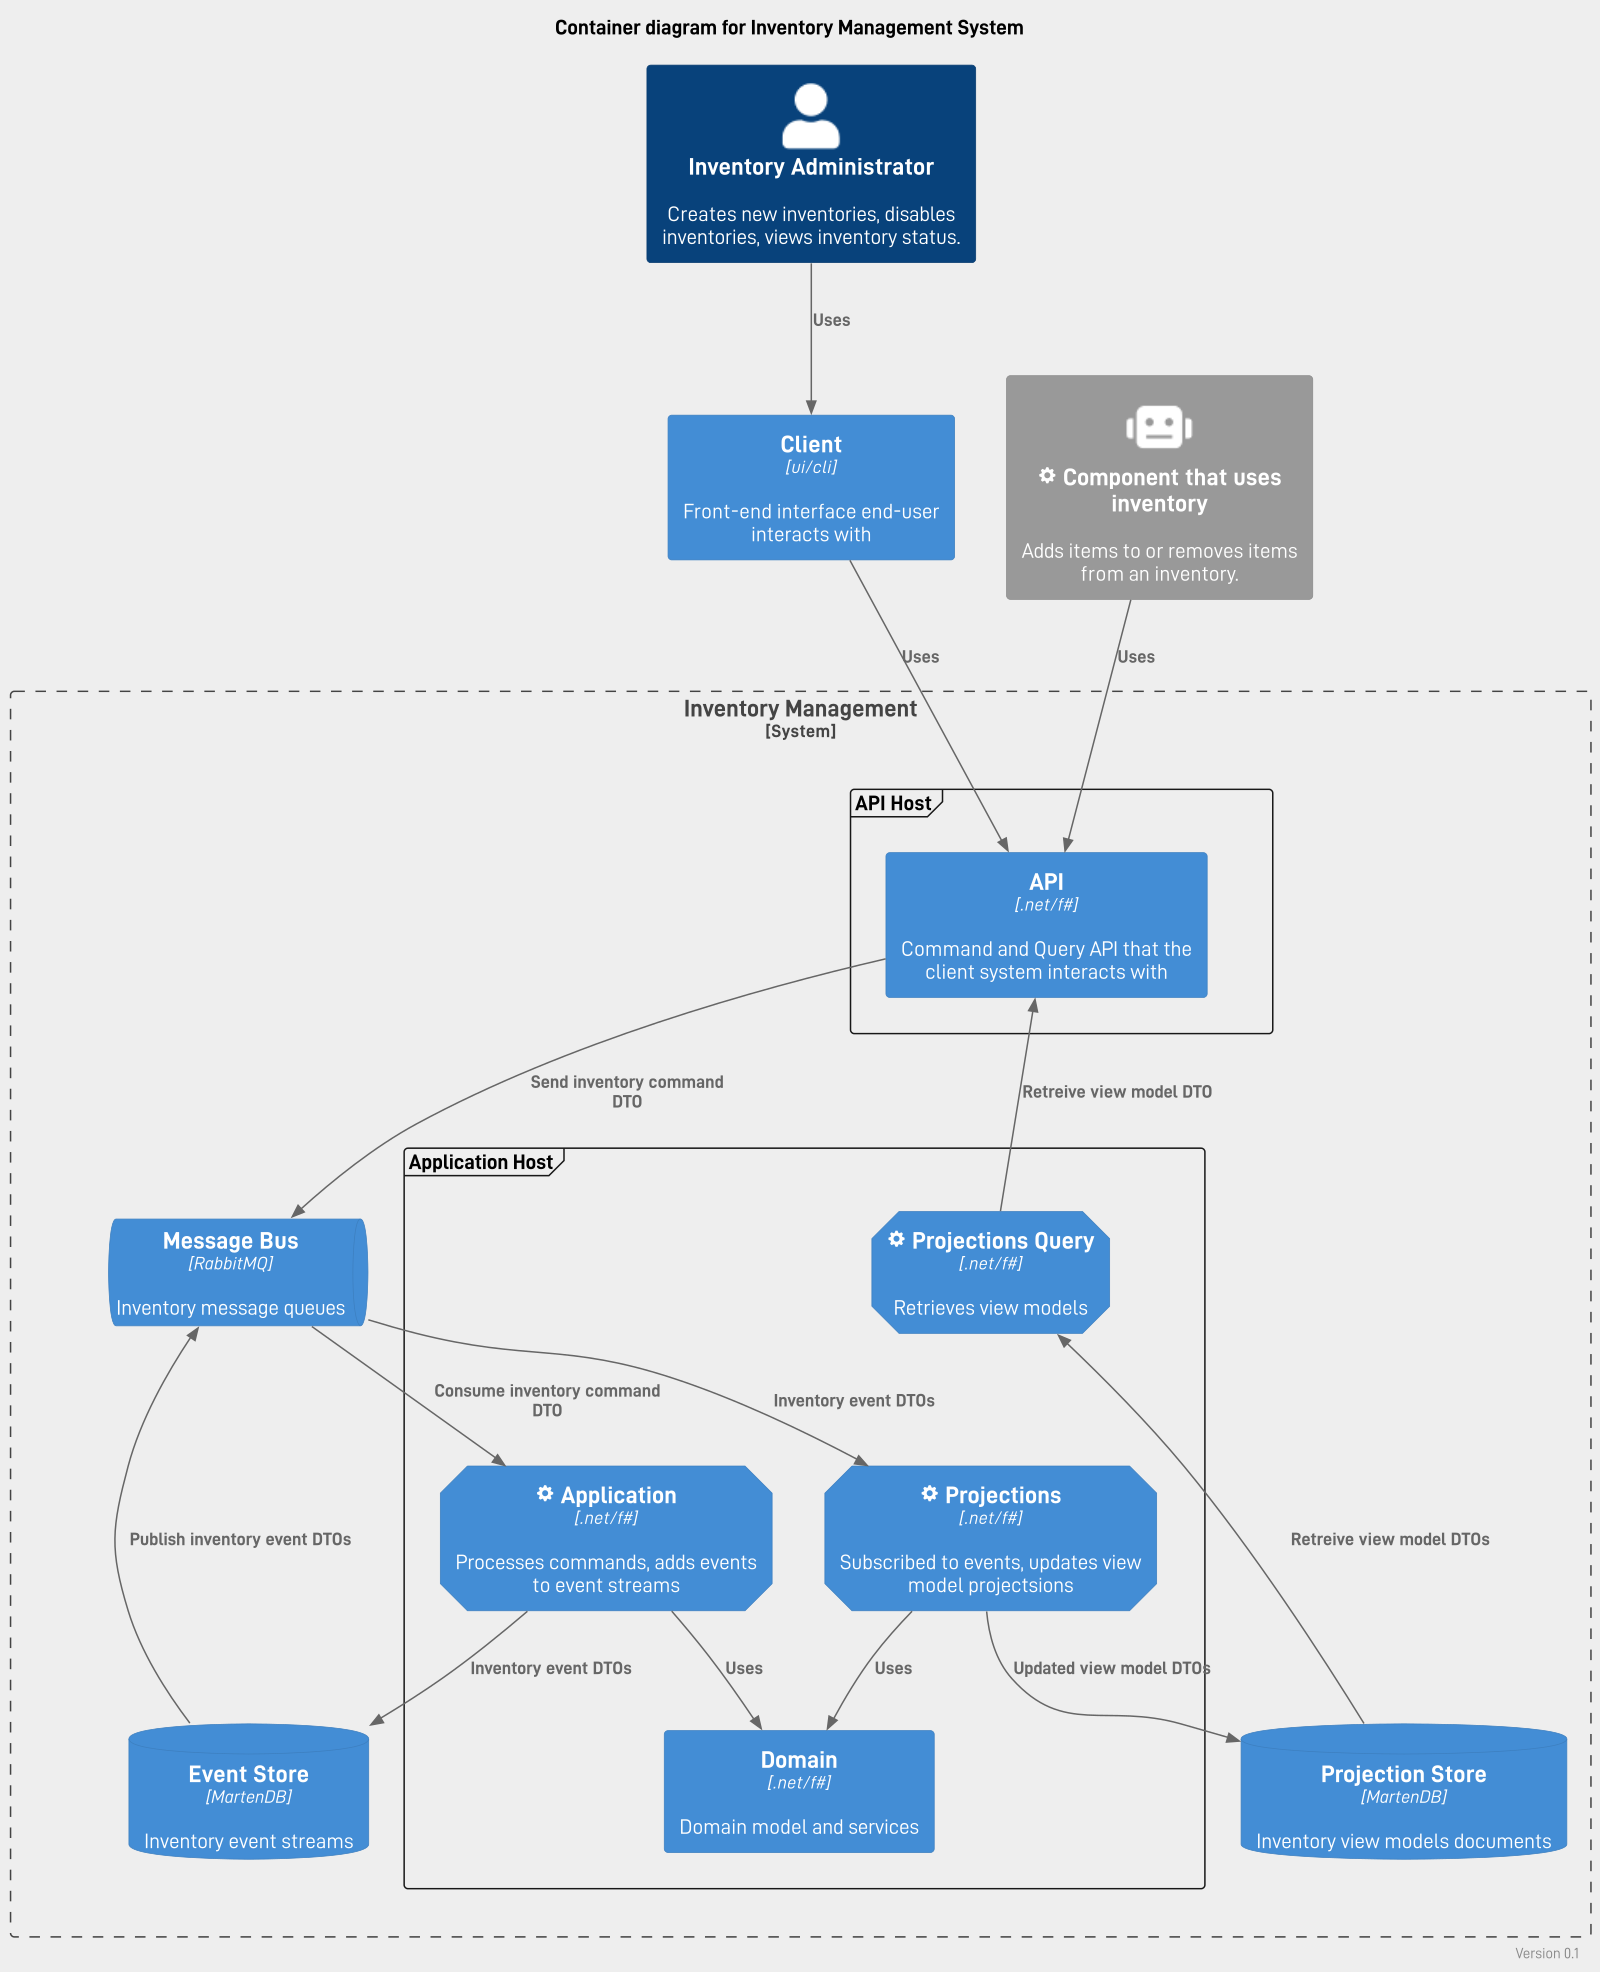 Container diagram for Inventory Management System
Inventory Administrator
Creates new inventories, disables
inventories, views inventory status.
Uses
Client
[ui/cli]
Front-end interface end-user
interacts with
Component that uses
inventory
Adds items to or removes items
from an inventory.
Uses
Uses
Inventory Management
[System]
API Host
API
[.net/f#]
Command and Query API that the
client system interacts with
Send inventory command
DTO
Retreive view model DTO
Application Host
Message Bus
[RabbitMQ]
Inventory message queues
Projections Query
[.net/f#]
Retrieves view models
Consume inventory command
DTO
Inventory event DTOs
Application
[.net/f#]
Processes commands, adds events
to event streams
Projections
[.net/f#]
Subscribed to events, updates view
model projectsions
Publish inventory event DTOs
Retreive view model DTOs
Inventory event DTOs
Uses
Uses
Updated view model DTOs
Event Store
[MartenDB]
Inventory event streams
Domain
[.net/f#]
Domain model and services
Projection Store
[MartenDB]
Inventory view models documents
Version 0.1